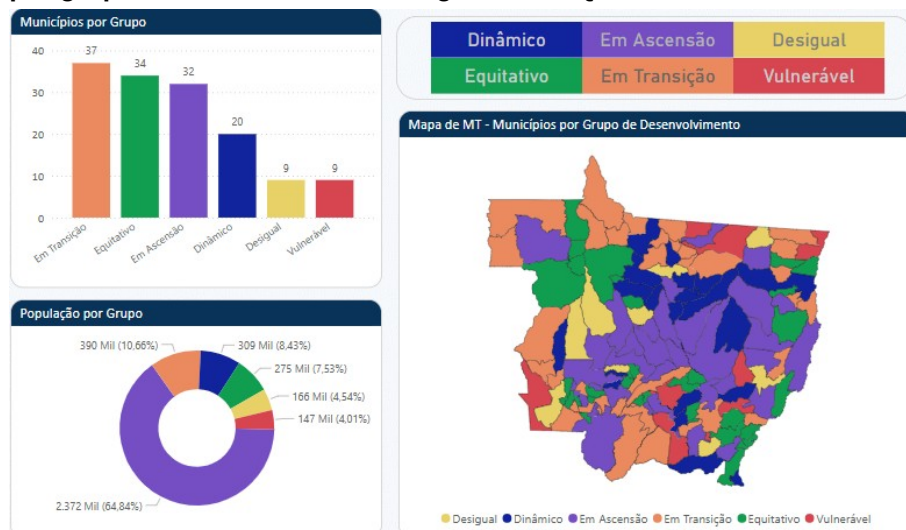 Municípios por Grupo
40
30
20
10
0
37
34
32
20
9
9
Em Transição
Equitativo
Em Ascensão
Dinâmico
Desigual
Vulnerável
População por Grupo
390 Mil (10,66%)
309 Mil (8,43%)
275 Mil (7,53%)
166 Mil (4,54%)
147 Mil (4,01%)
2.372 Mil (64,84%)
Dinâmico
Em Ascensão
Desigual
Equitativo
Em Transição
Vulnerável
Mapa de MT - Municípios por Grupo de Desenvolvimento
Desigual Dinâmico Em Ascensão Em Transição Equitativo Vulnerável